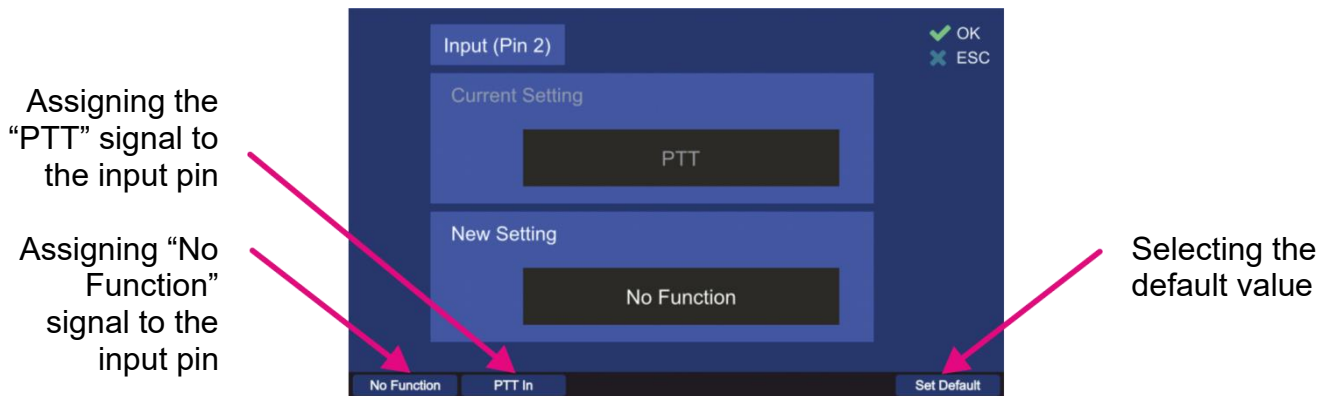 Input (Pin 2)
OK
ESC
Current Setting
PTT
New Setting
No Function
No Function
PTT In
Set Default
Assigning the
“PTT” signal to
the input pin
Assigning “No
Function”
signal to the
input pin
Selecting the
default value